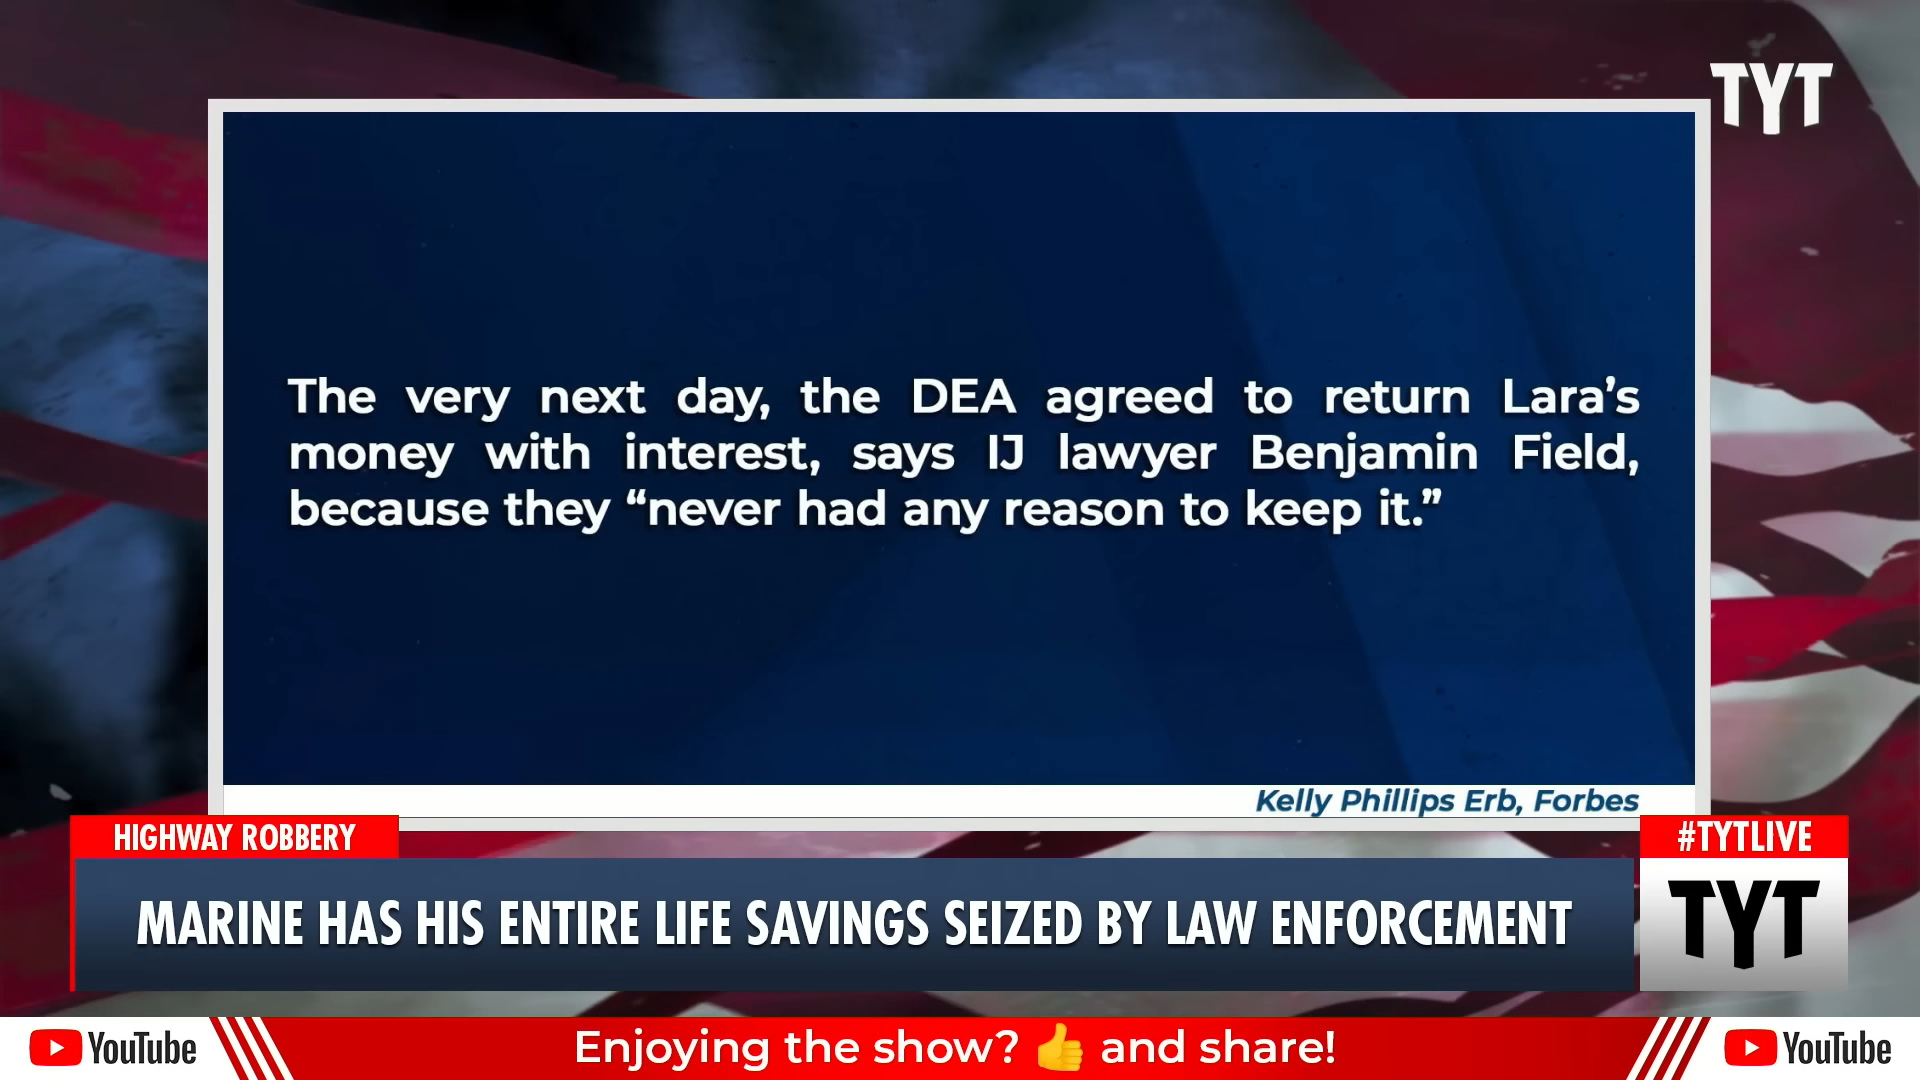 TYT
The very next day, the DEA agreed to return Lara’s
money with interest, says IJ lawyer Benjamin Field,
because they “never had any reason to keep it.”
Kelly Phillips Erb, Forbes
HIGHWAY ROBBERY
#TYTLIVE
MARINE HAS HIS ENTIRE LIFE SAVINGS SEIZED BY LAW ENFORCEMENT
TYT
YouTube
Enjoying the show? 👍 and share!
YouTube